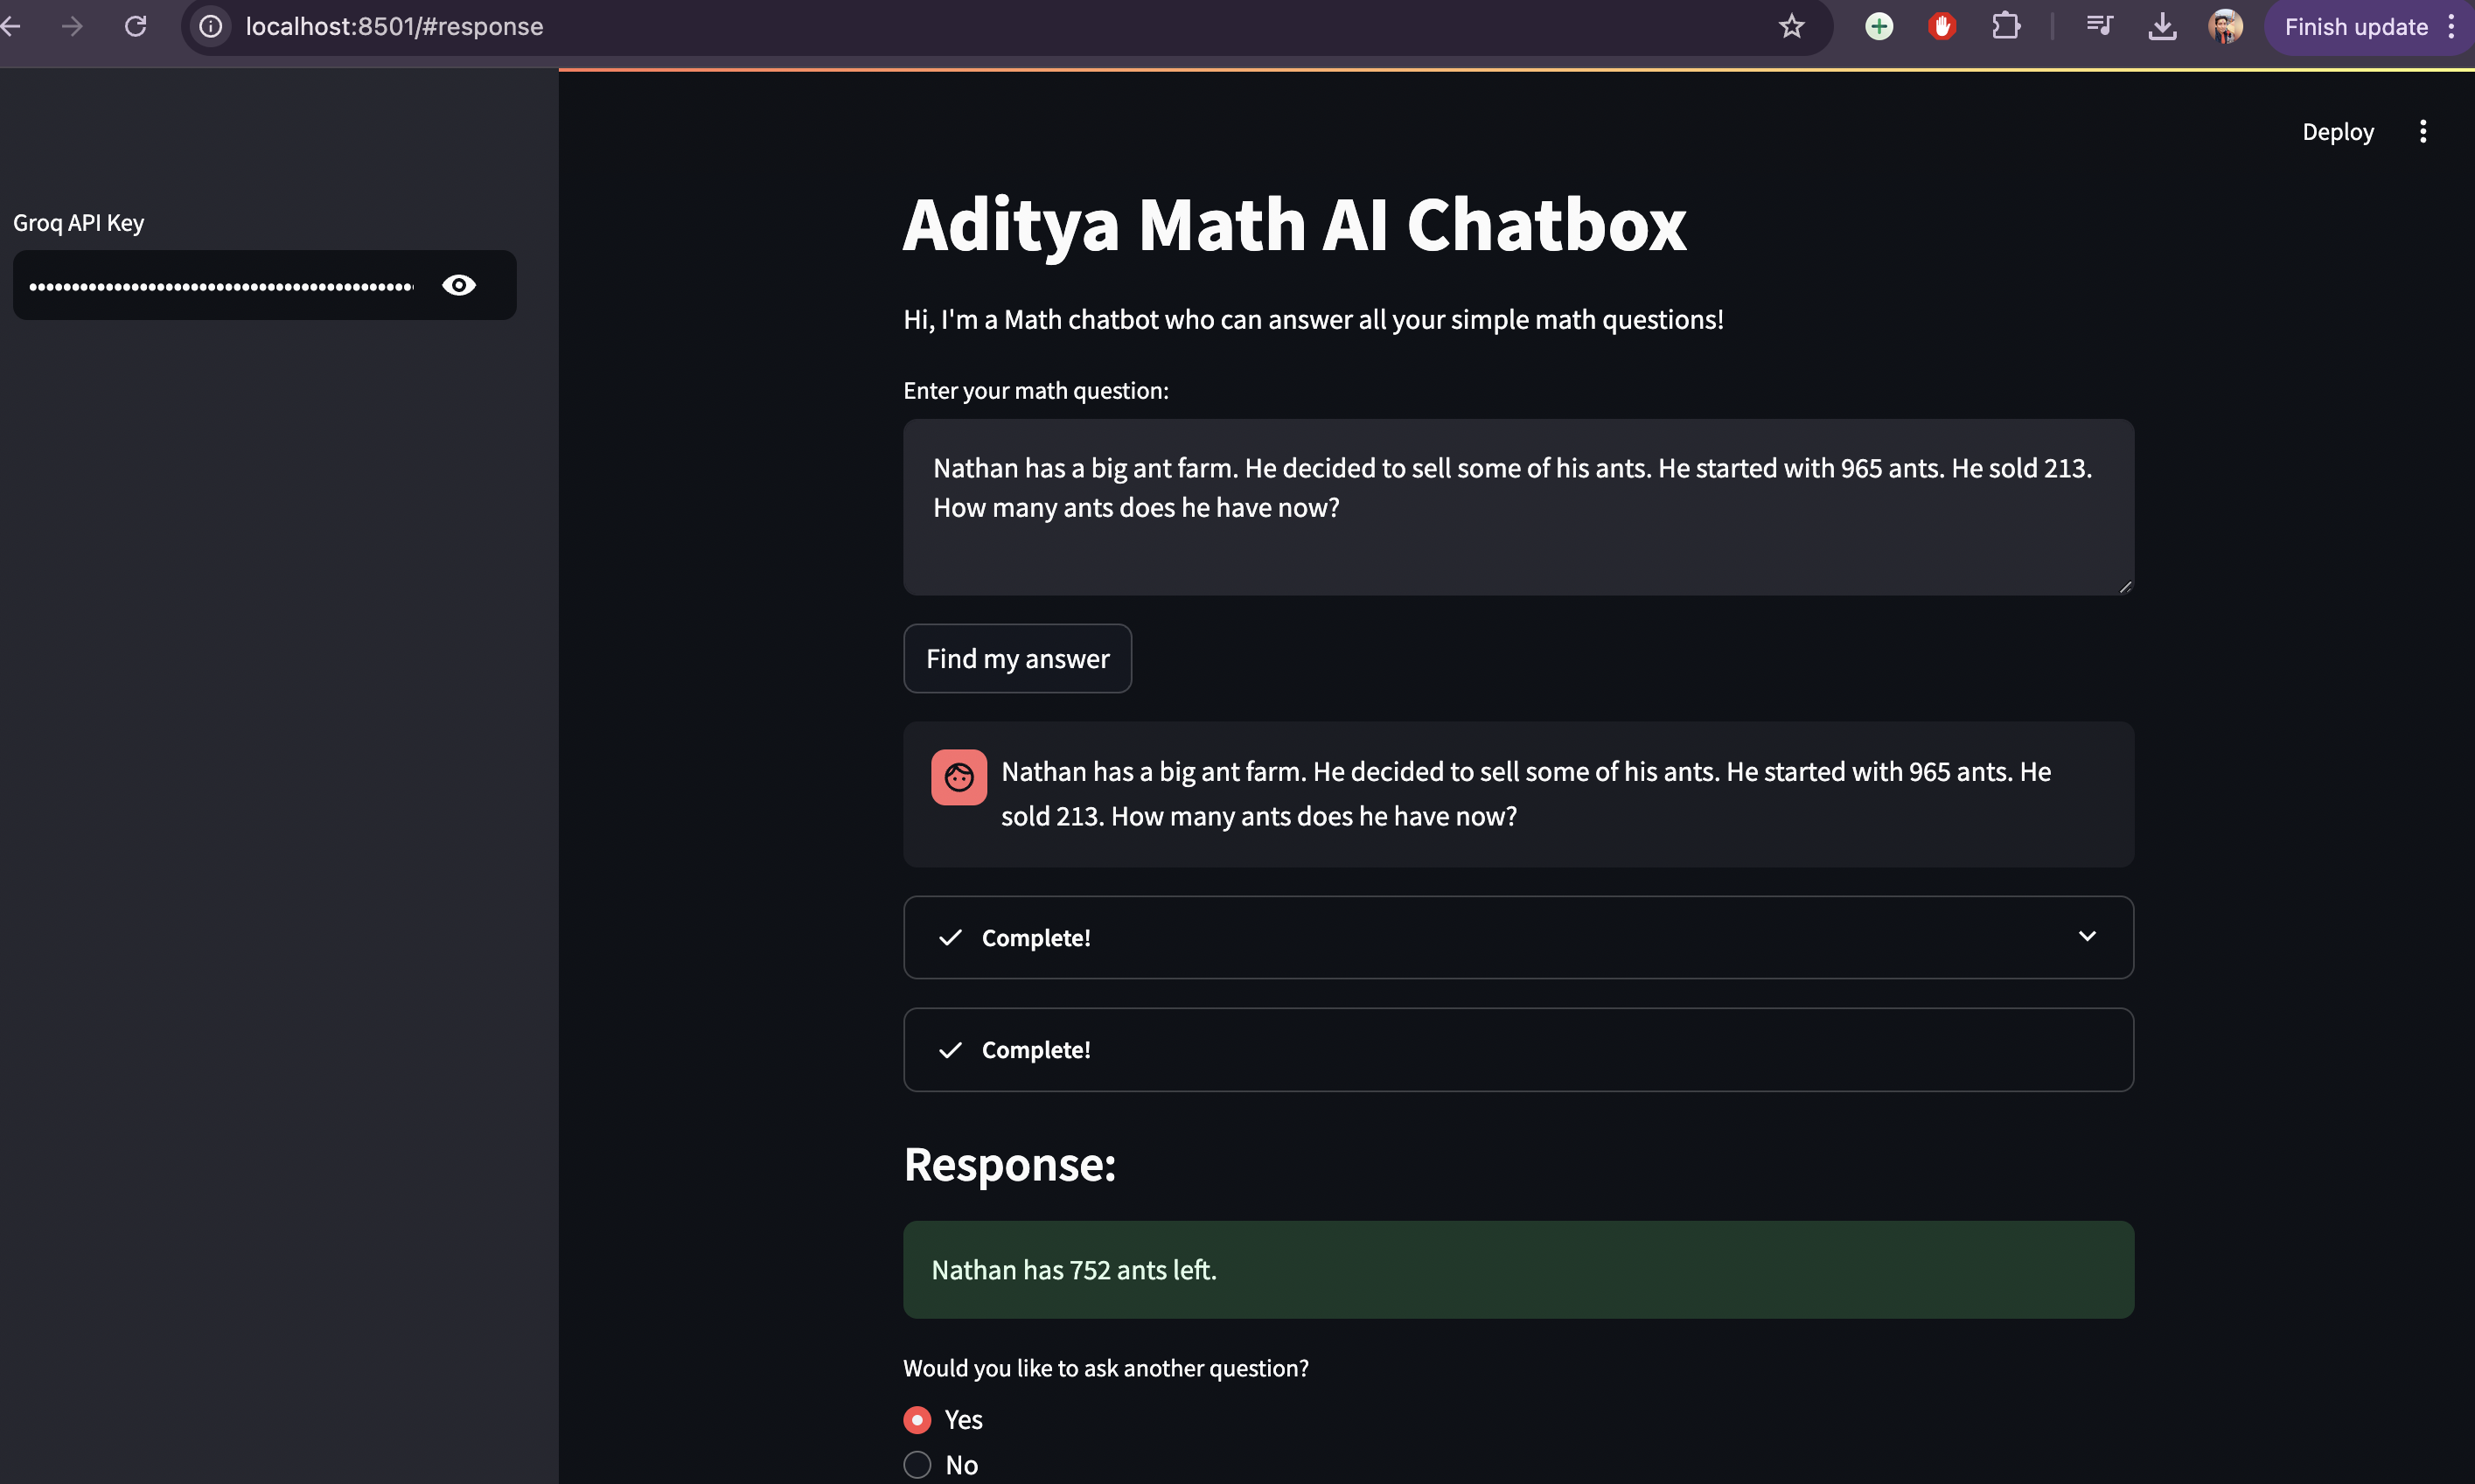 localhost:8501/#response
Finish update
Deploy
Groq API Key
Aditya Math AI Chatbox
Hi, I'm a Math chatbot who can answer all your simple math questions!
Enter your math question:
Nathan has a big ant farm. He decided to sell some of his ants. He started with 965 ants. He sold 213.
How many ants does he have now?
Find my answer
Nathan has a big ant farm. He decided to sell some of his ants. He started with 965 ants. He
sold 213. How many ants does he have now?
Complete!
Complete!
Response:
Nathan has 752 ants left.
Would you like to ask another question?
Yes
No